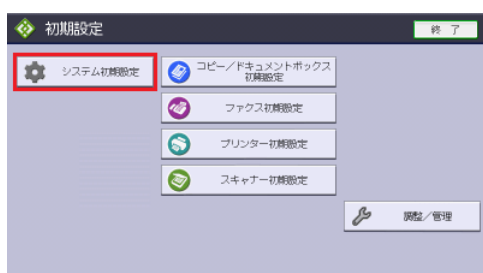 初期設定
終 了
システム初期設定
コピー／ドキュメントボックス
初期設定
ファクス初期設定
プリンター初期設定
スキャナー初期設定
調整／管理